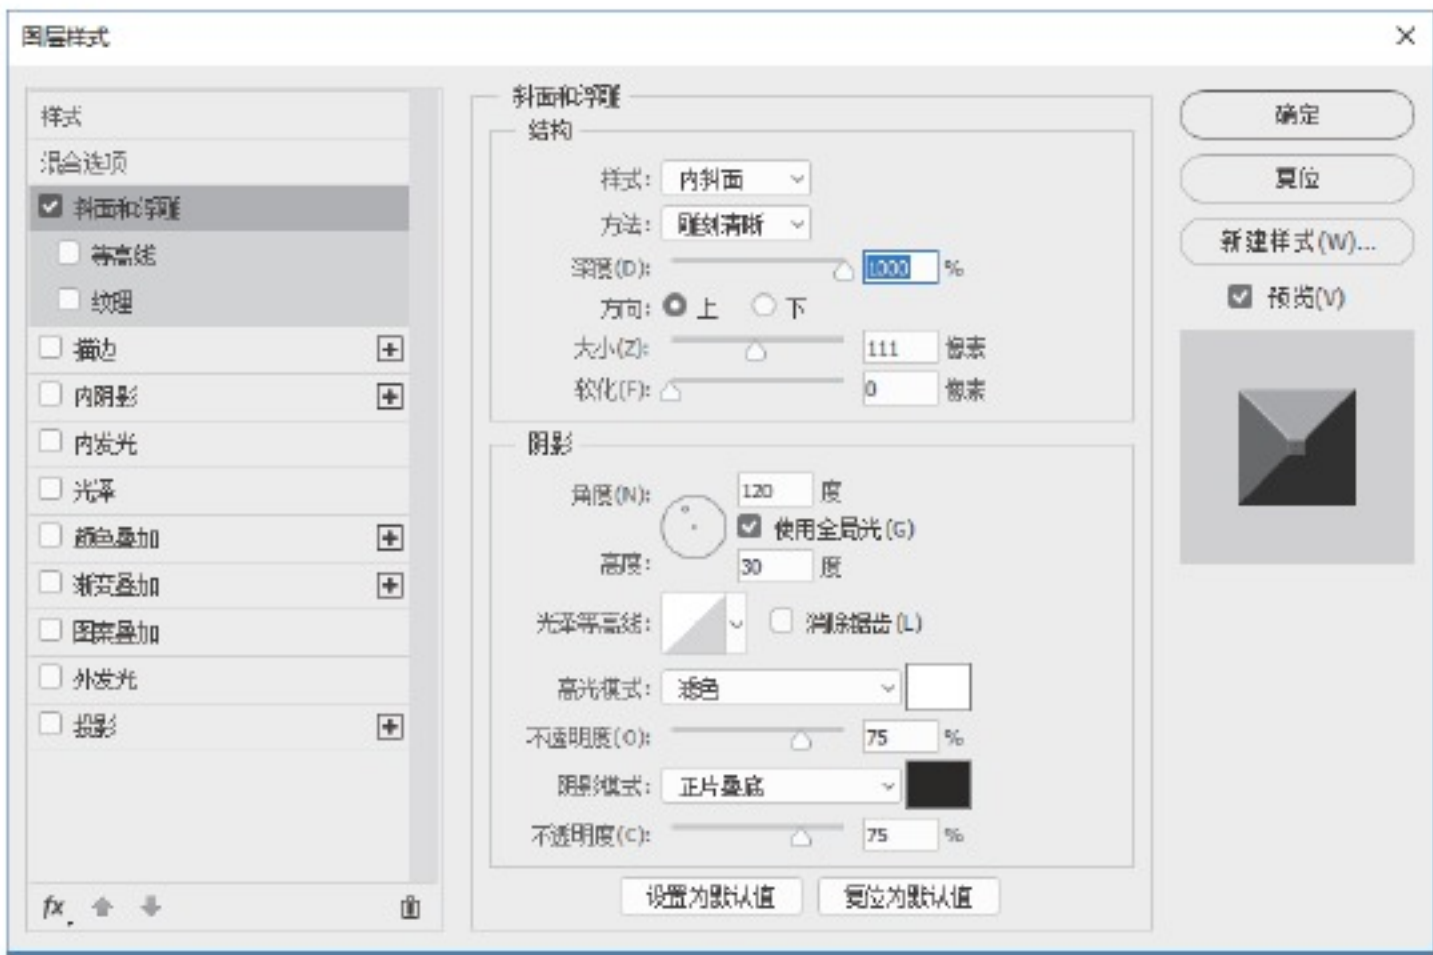 图层样式
样式
混合选项
斜面和浮雕
等高线
纹理
描边
内阴影
内发光
光泽
颜色叠加
渐变叠加
图案叠加
外发光
投影
fx
斜面和浮雕
结构
样式: 内斜面
方法: 雕刻清晰
深度(D): 1000 %
方向: 上 下
大小(Z): 111 像素
软化(F): 0 像素
阴影
角度(N): 120 度
使用全局光(G)
高度: 30 度
光泽等高线: 消除锯齿(L)
高光模式: 滤色
不透明度(O): 75 %
阴影模式: 正片叠底
不透明度(C): 75 %
设置为默认值 复位为默认值
确定
复位
新建样式(W)...
预览(V)